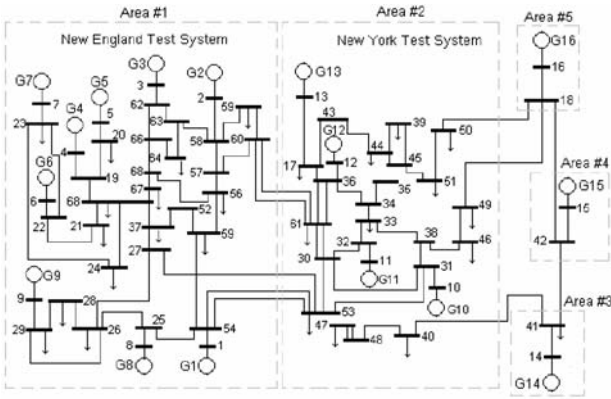 Area #1
Area #2
Area #5
New England Test System
New York Test System
G7
G4
G5
G3
G2
G13
G16
7
5
3
2
59
13
43
39
16
23
62
63
60
G12
50
18
G6
4
20
66
58
12
44
45
19
64
57
17
36
35
51
Area #4
6
68
68
56
34
G15
22
21
67
52
61
33
49
15
37
59
32
38
46
42
24
27
30
11
31
G9
G11
10
9
28
53
G10
Area #3
29
26
25
54
47
48
40
41
8
1
14
G8
G1
G14